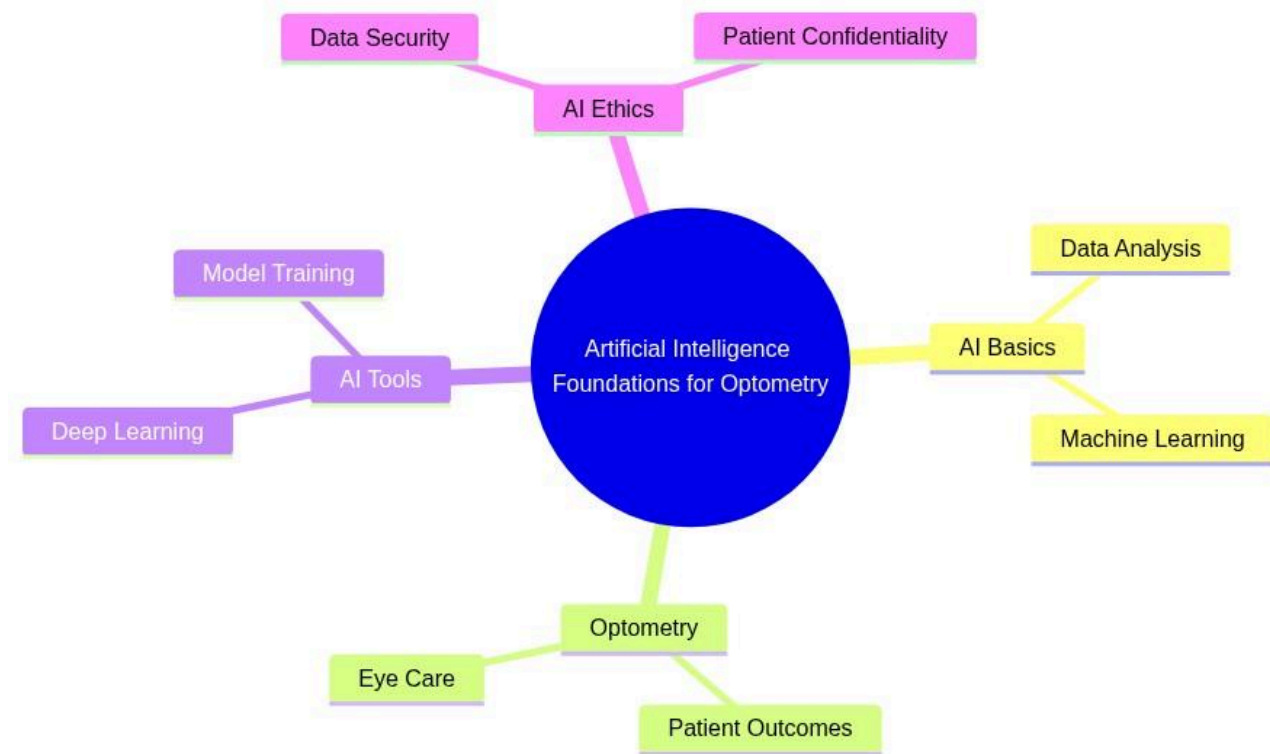 Data Security
Patient Confidentiality
AI Ethics
Model Training
AI Tools
Deep Learning
Artificial Intelligence
Foundations for Optometry
Data Analysis
AI Basics
Machine Learning
Optometry
Eye Care
Patient Outcomes